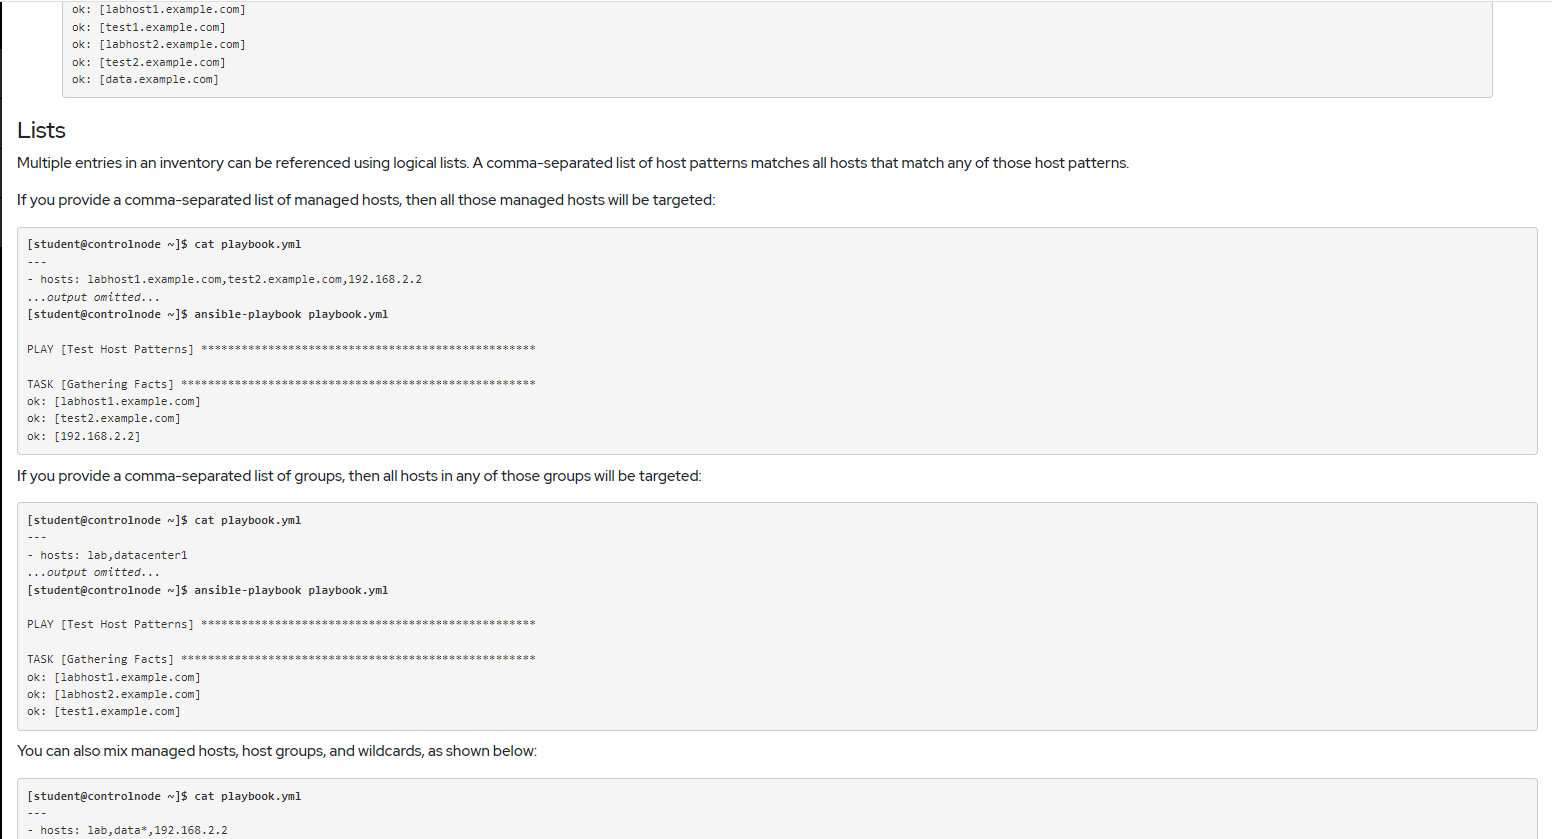 ok: [labhost1.example.com]
ok: [test1.example.com]
ok: [labhost2.example.com]
ok: [test2.example.com]
ok: [data.example.com]
Lists
Multiple entries in an inventory can be referenced using logical lists. A comma-separated list of host patterns matches all hosts that match any of those host patterns.
If you provide a comma-separated list of managed hosts, then all those managed hosts will be targeted:
[student@controlnode ~]$ cat playbook.yml
---
- hosts: labhost1.example.com,test2.example.com,192.168.2.2
...output omitted...
[student@controlnode ~]$ ansible-playbook playbook.yml
PLAY [Test Host Patterns] **************************************************
TASK [Gathering Facts] *****************************************************
ok: [labhost1.example.com]
ok: [test2.example.com]
ok: [192.168.2.2]
If you provide a comma-separated list of groups, then all hosts in any of those groups will be targeted:
[student@controlnode ~]$ cat playbook.yml
---
- hosts: lab,datacenter1
...output omitted...
[student@controlnode ~]$ ansible-playbook playbook.yml
PLAY [Test Host Patterns] **************************************************
TASK [Gathering Facts] *****************************************************
ok: [labhost1.example.com]
ok: [labhost2.example.com]
ok: [test1.example.com]
You can also mix managed hosts, host groups, and wildcards, as shown below:
[student@controlnode ~]$ cat playbook.yml
---
- hosts: lab,data*,192.168.2.2